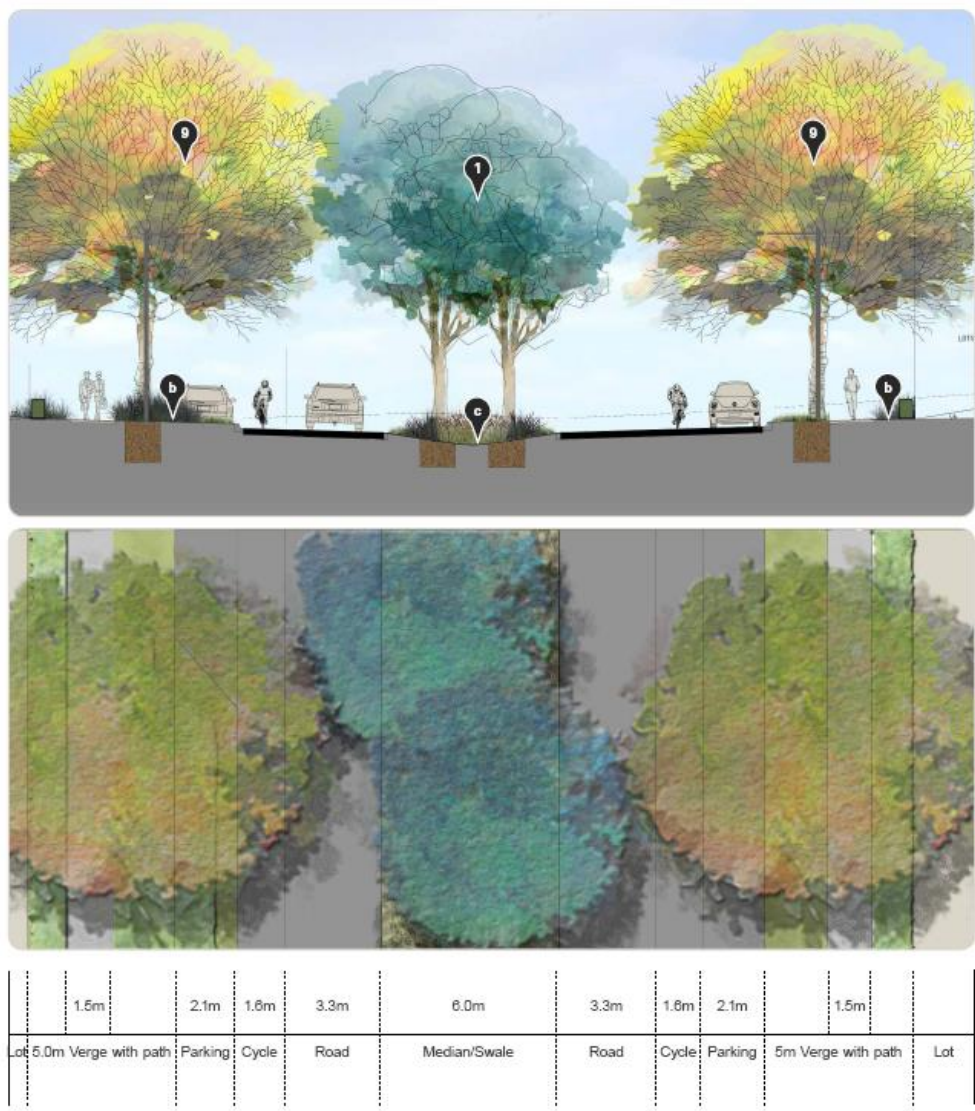 9
1
9
LOTS
b
c
b
1.5m 2.1m 1.6m 3.3m 6.0m 3.3m 1.6m 2.1m 1.5m
Lot 5.0m Verge with path Parking Cycle Road Median/Swale Road Cycle Parking 5m Verge with path Lot